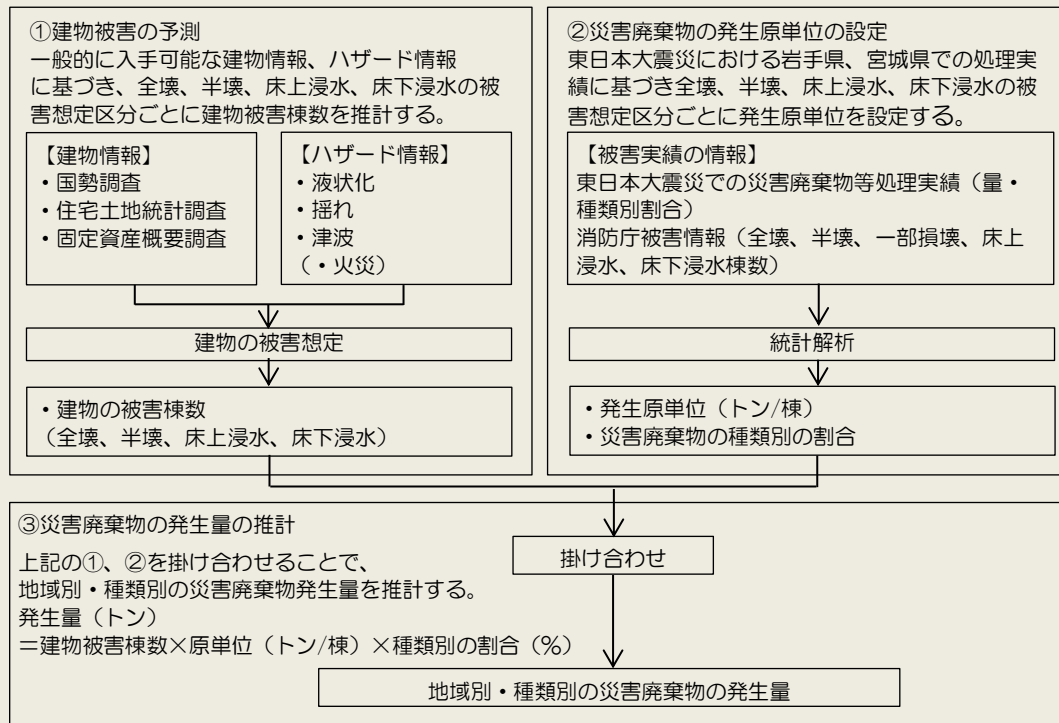 ①建物被害の予測
一般的に入手可能な建物情報、ハザード情報
に基づき、全壊、半壊、床上浸水、床下浸水の被
害想定区分ごとに建物被害棟数を推計する。
【建物情報】
・国勢調査
・住宅土地統計調査
・固定資産概要調査
【ハザード情報】
・液状化
・揺れ
・津波
（・火災）
建物の被害想定
・建物の被害棟数
（全壊、半壊、床上浸水、床下浸水）
②災害廃棄物の発生原単位の設定
東日本大震災における岩手県、宮城県での処理実
績に基づき全壊、半壊、床上浸水、床下浸水の被
害想定区分ごとに発生原単位を設定する。
【被害実績の情報】
東日本大震災での災害廃棄物等処理実績（量・
種類別割合）
消防庁被害情報（全壊、半壊、一部損壊、床上
浸水、床下浸水棟数）
統計解析
・発生原単位（トン/棟）
・災害廃棄物の種類別の割合
③災害廃棄物の発生量の推計
上記の①、②を掛け合わせることで、
地域別・種類別の災害廃棄物発生量を推計する。
発生量（トン）
＝建物被害棟数×原単位（トン/棟）×種類別の割合（％）
掛け合わせ
地域別・種類別の災害廃棄物の発生量